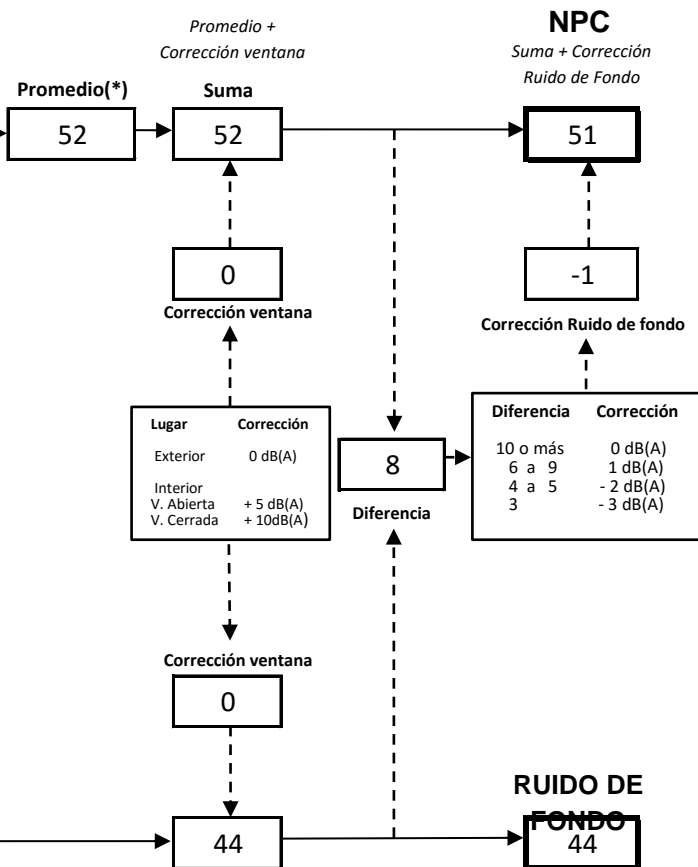 Promedio +
Corrección ventana
NPC
Suma + Corrección
Ruido de Fondo
Promedio(*)
Suma
52
52
51
0
-1
Corrección ventana
Corrección Ruido de fondo
Lugar Corrección
Exterior 0 dB(A)
Interior
V. Abierta + 5 dB(A)
V. Cerrada + 10dB(A)
8
Diferencia
Diferencia Corrección
10 o más 0 dB(A)
6 a 9 1 dB(A)
4 a 5 - 2 dB(A)
3 - 3 dB(A)
Corrección ventana
0
RUIDO DE
FONDO
44
44